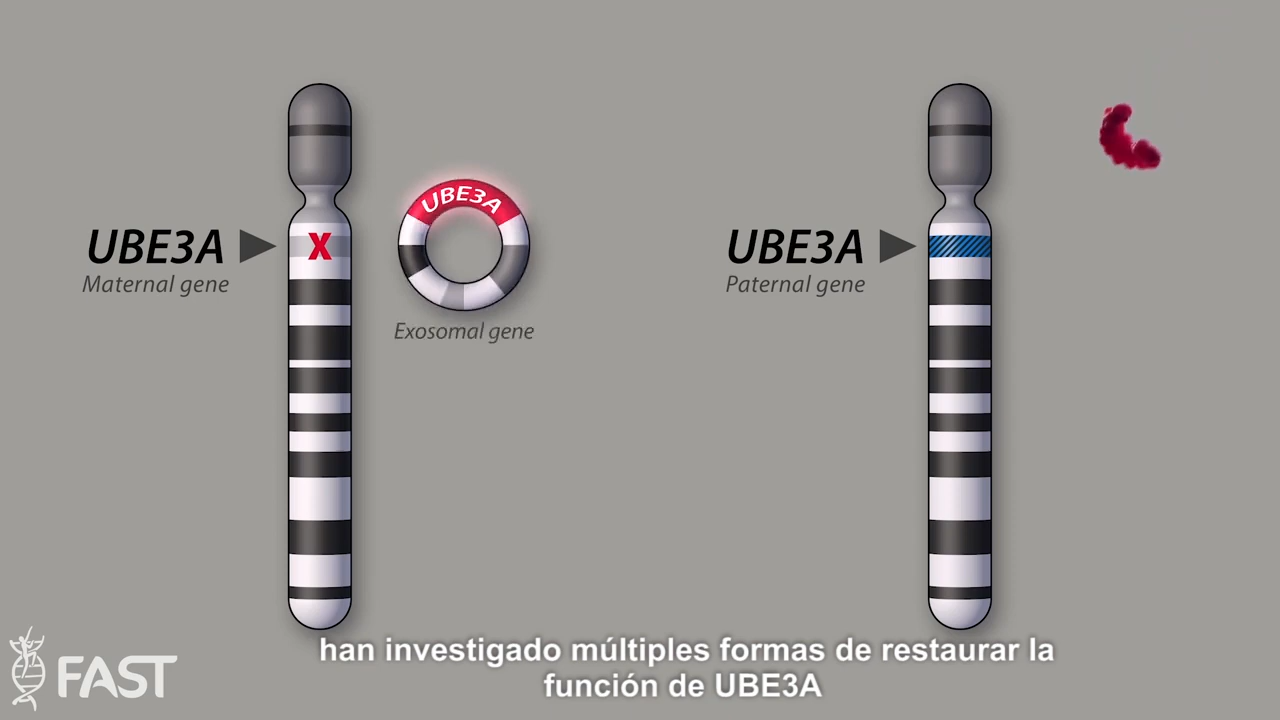 UBE3A
Maternal gene
X
UBE3A
Exosomal gene
UBE3A
Paternal gene
han investigado múltiples formas de restaurar la
función de UBE3A
FAST